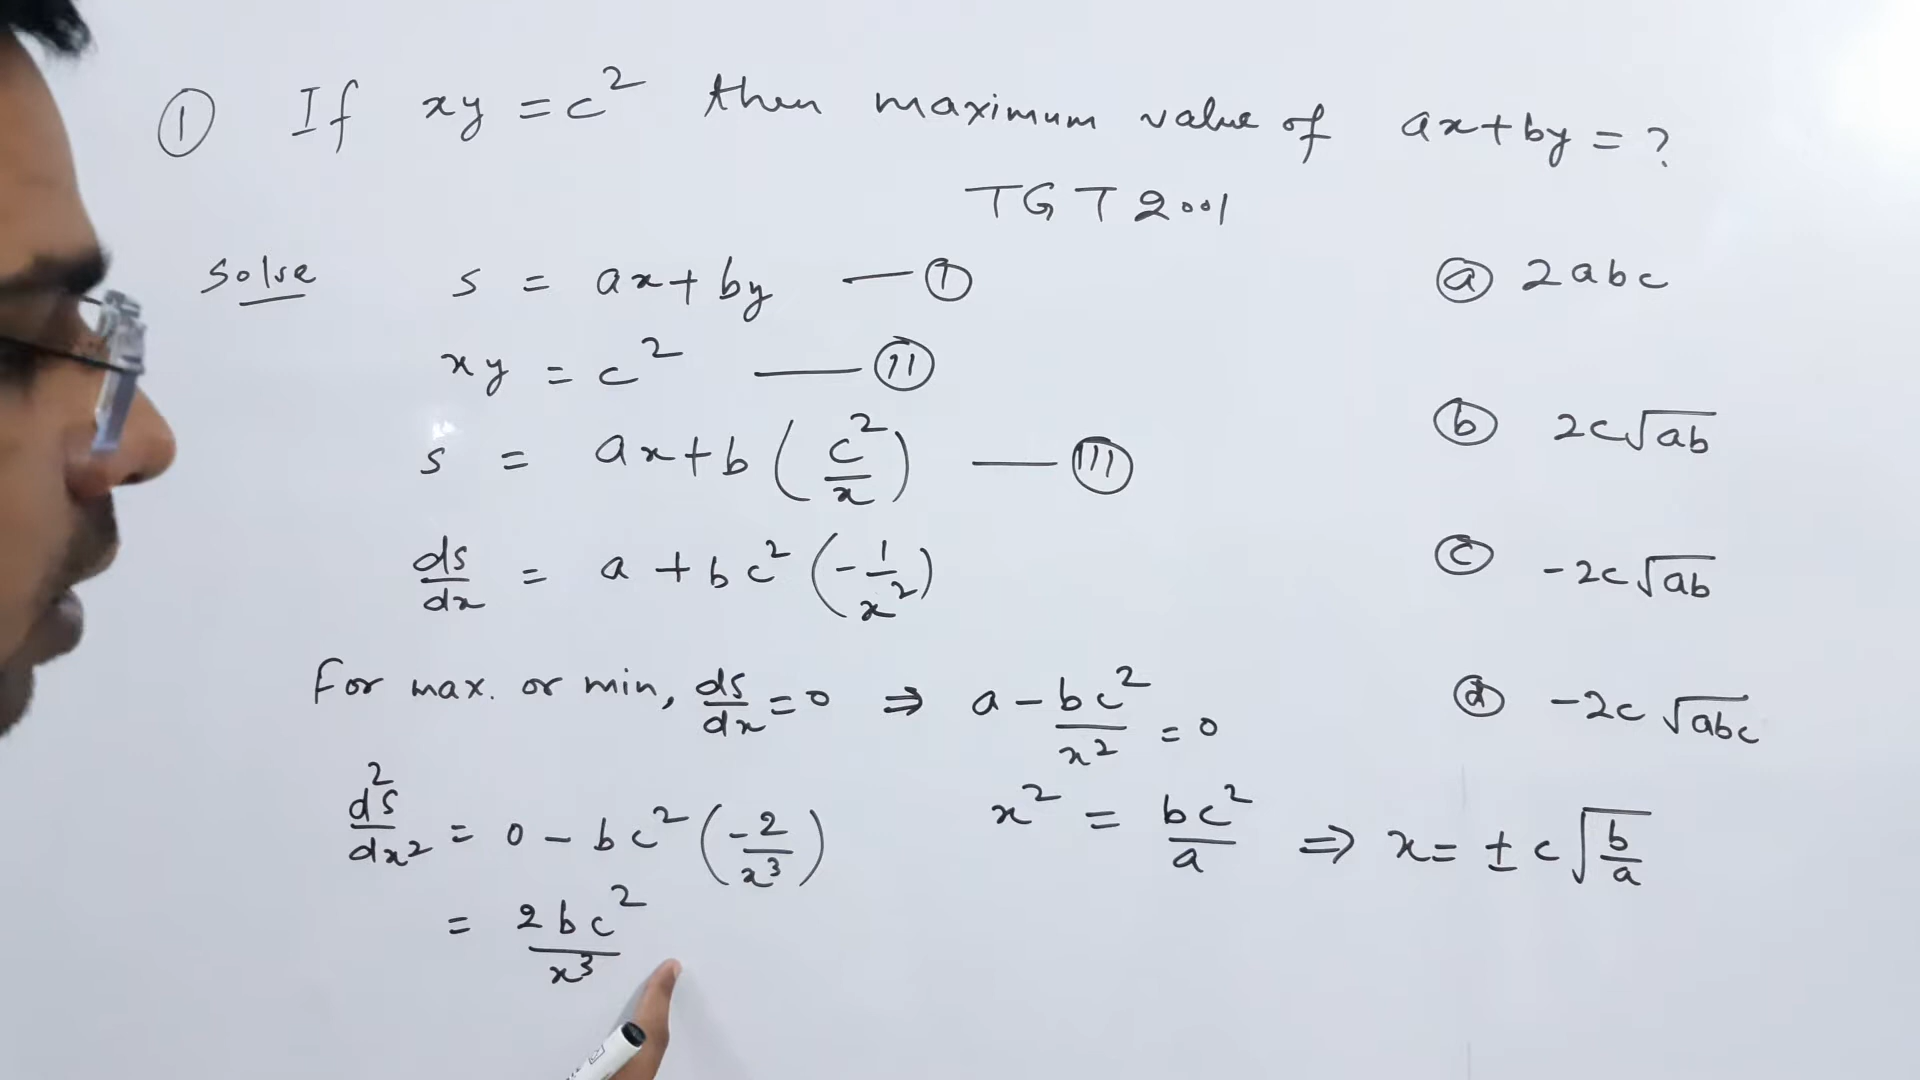 ① If xy = c² then maximum value of ax+by = ?
TGT 2001
Solve s = ax+by — Ⓘ
xy = c² — ⑪
s = ax+b(c²/x) — (III)
ds/dx = a + bc²(-1/x²)
For max. or min, ds/dx = 0 ⇒ a - bc²/x² = 0
x² = bc²/a ⇒ x = ± c√(b/a)
d²s/dx² = 0 - bc²(-2/x³)
= 2bc²/x³
ⓐ 2abc
ⓑ 2c√ab
ⓒ -2c√ab
ⓓ -2c√abc